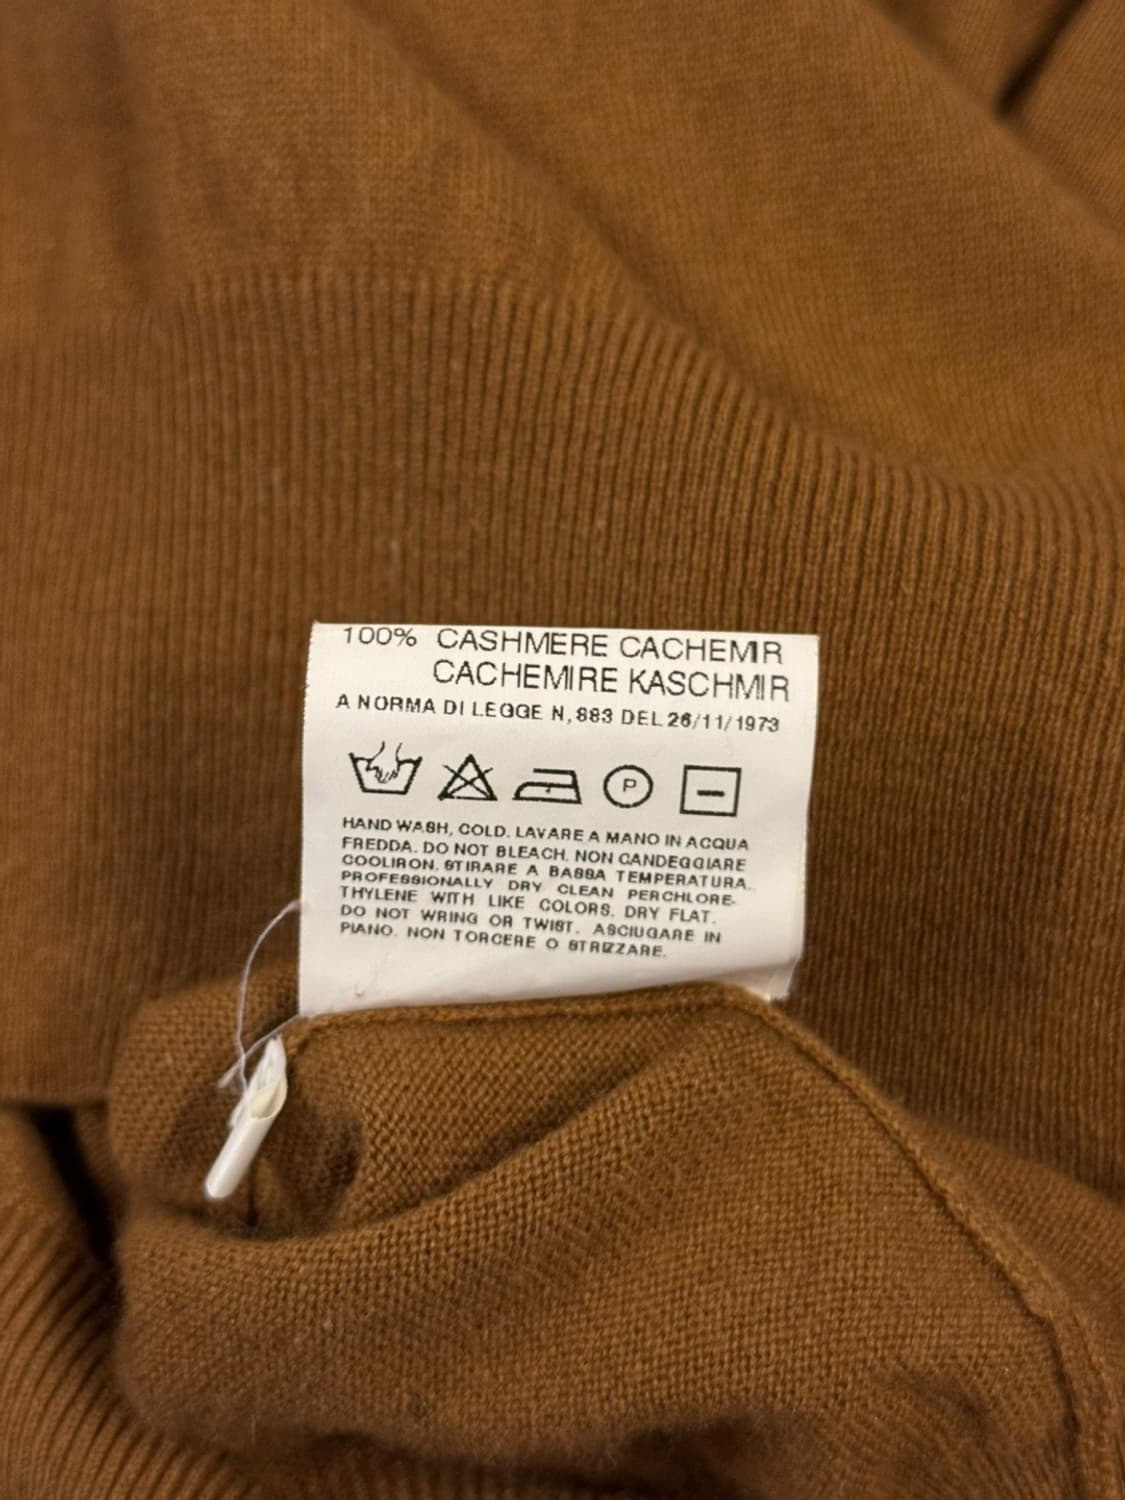 100% CASHMERE CACHEMIR
CACHEMIRE KASCHMIR
A NORMA DI LEGGE N, 883 DEL 26/11/1973
P
HAND WASH, COLD. LAVARE A MANO IN ACQUA
FREDDA. DO NOT BLEACH. NON CANDEGGIARE
COOLIRON. STIRARE A BASSA TEMPERATURA.
PROFESSIONALLY DRY CLEAN PERCHLORE-
THYLENE WITH LIKE COLORS. DRY FLAT.
DO NOT WRING OR TWIST. ASCIUGARE IN
PIANO. NON TORCERE O STRIZZARE.